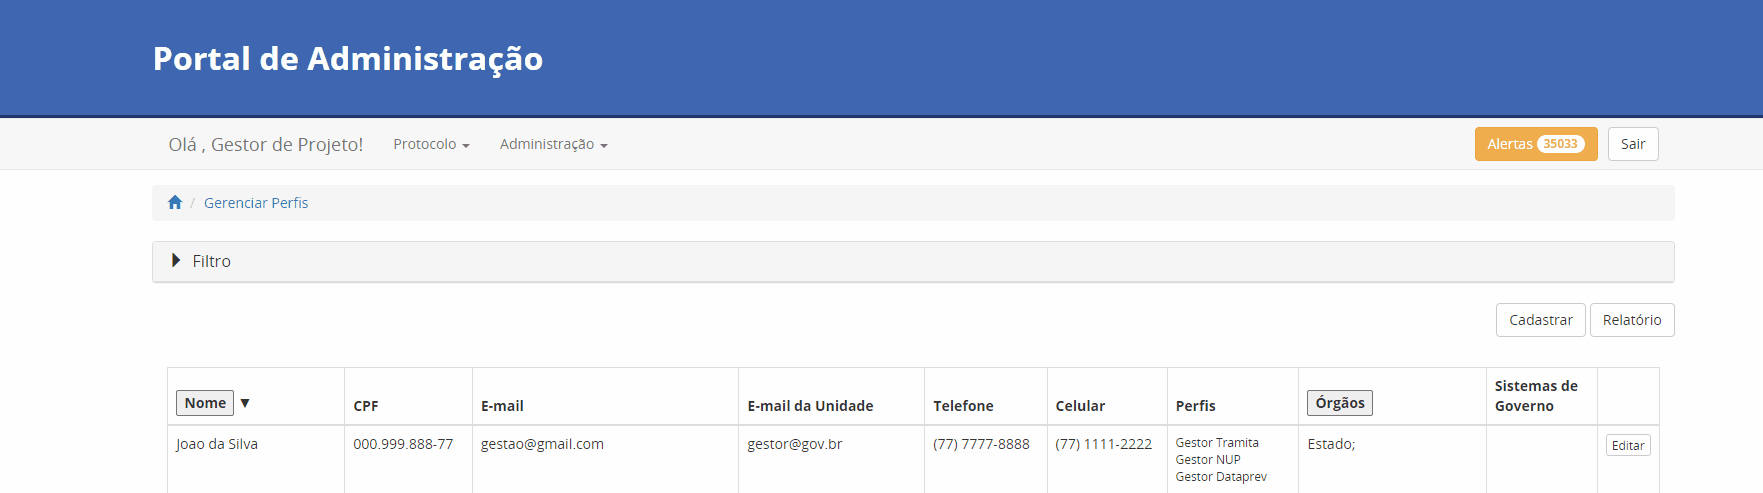 Portal de Administração
Olá , Gestor de Projeto! Protocolo Administração Alertas 35033 Sair
/ Gerenciar Perfis
Filtro
Cadastrar Relatório
Nome ▼ CPF E-mail E-mail da Unidade Telefone Celular Perfis Órgãos Sistemas de Governo
Joao da Silva 000.999.888-77 gestao@gmail.com gestor@gov.br (77) 7777-8888 (77) 1111-2222 Gestor Tramita Estado; Editar
Gestor NUP
Gestor Dataprev